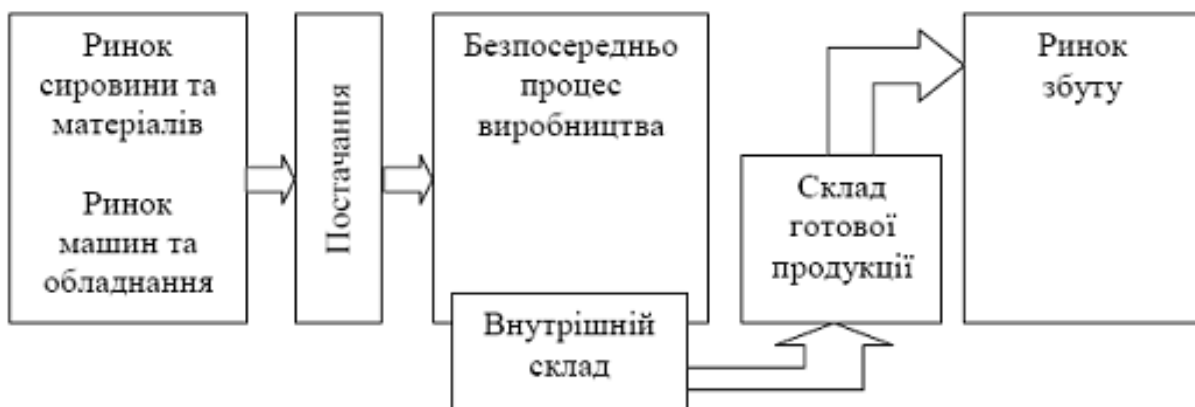 Ринок
сировини та
матеріалів
Ринок
машин та
обладнання
Постачання
Безпосередньо
процес
виробництва
Внутрішній
склад
Склад
готової
продукції
Ринок
збуту